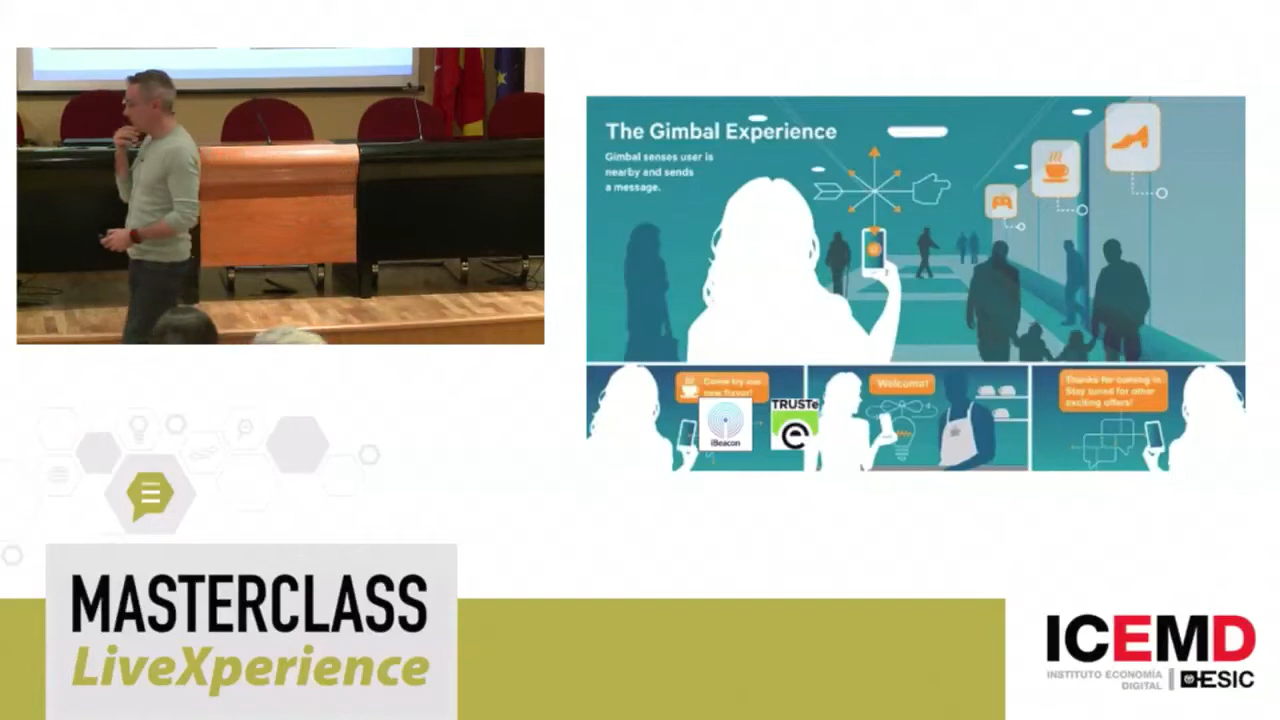 The Gimbal Experience
Gimbal senses user is
nearby and sends
a message.
Come try our
new flavor!
iBeacon
TRUSTe
Welcome!
Thanks for coming in.
Stay tuned for other
exciting offers!
MASTERCLASS
LiveXperience
ICEMD
INSTITUTO ECONOMÍA
DIGITAL
ESIC